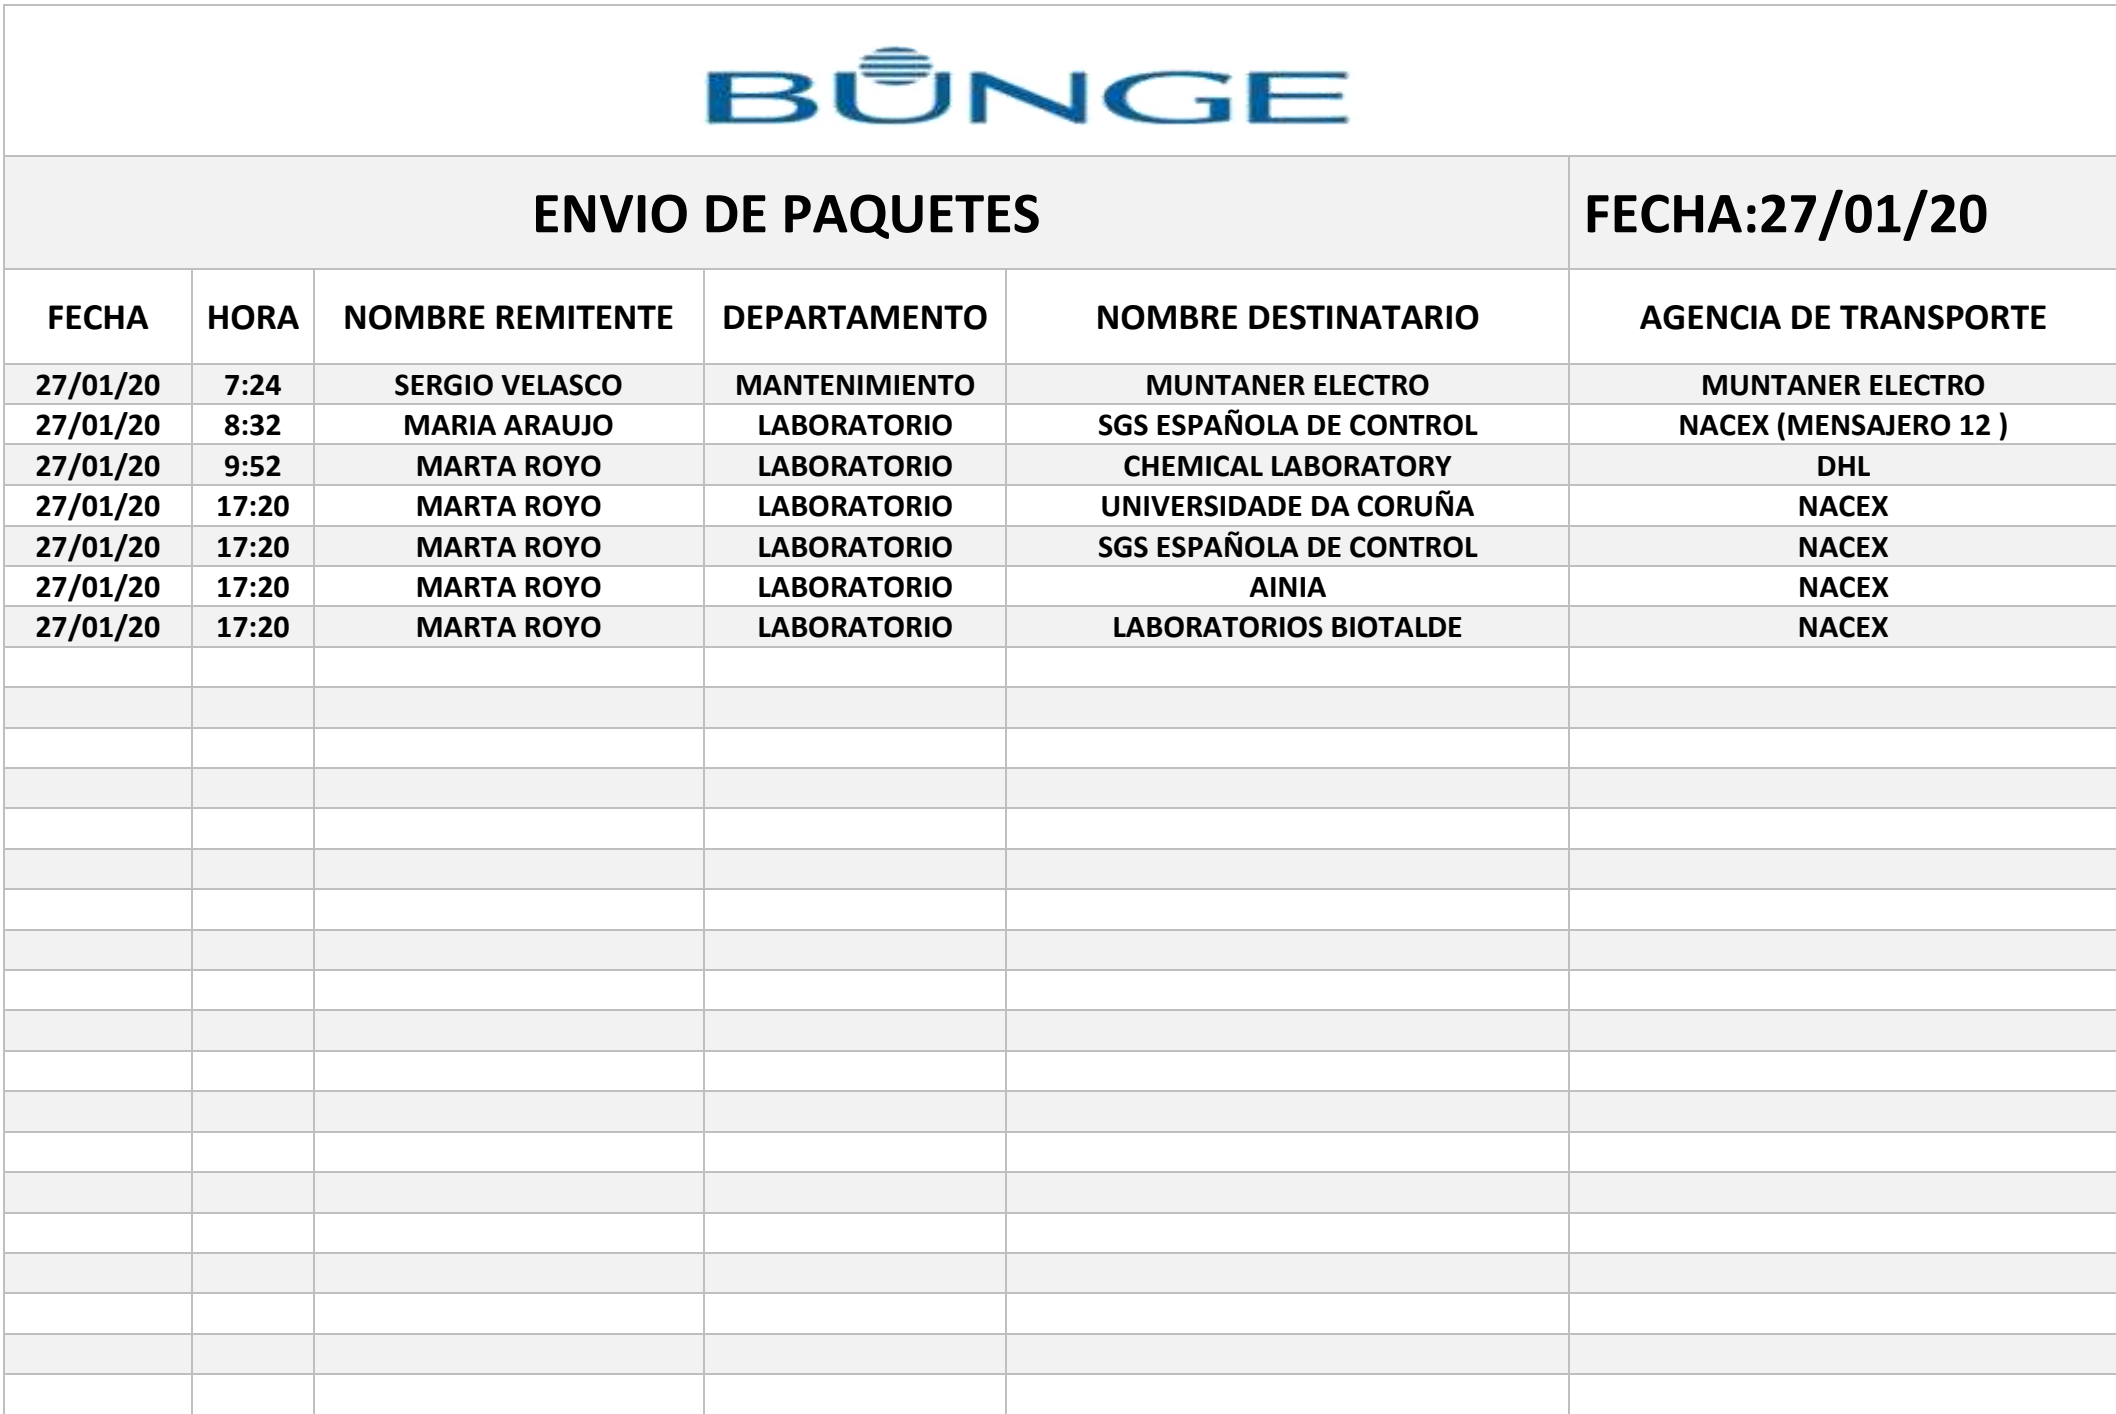 BUNGE
ENVIO DE PAQUETES FECHA:27/01/20
FECHA HORA NOMBRE REMITENTE DEPARTAMENTO NOMBRE DESTINATARIO AGENCIA DE TRANSPORTE
27/01/20 7:24 SERGIO VELASCO MANTENIMIENTO MUNTANER ELECTRO MUNTANER ELECTRO
27/01/20 8:32 MARIA ARAUJO LABORATORIO SGS ESPAÑOLA DE CONTROL NACEX (MENSAJERO 12 )
27/01/20 9:52 MARTA ROYO LABORATORIO CHEMICAL LABORATORY DHL
27/01/20 17:20 MARTA ROYO LABORATORIO UNIVERSIDADE DA CORUÑA NACEX
27/01/20 17:20 MARTA ROYO LABORATORIO SGS ESPAÑOLA DE CONTROL NACEX
27/01/20 17:20 MARTA ROYO LABORATORIO AINIA NACEX
27/01/20 17:20 MARTA ROYO LABORATORIO LABORATORIOS BIOTALDE NACEX